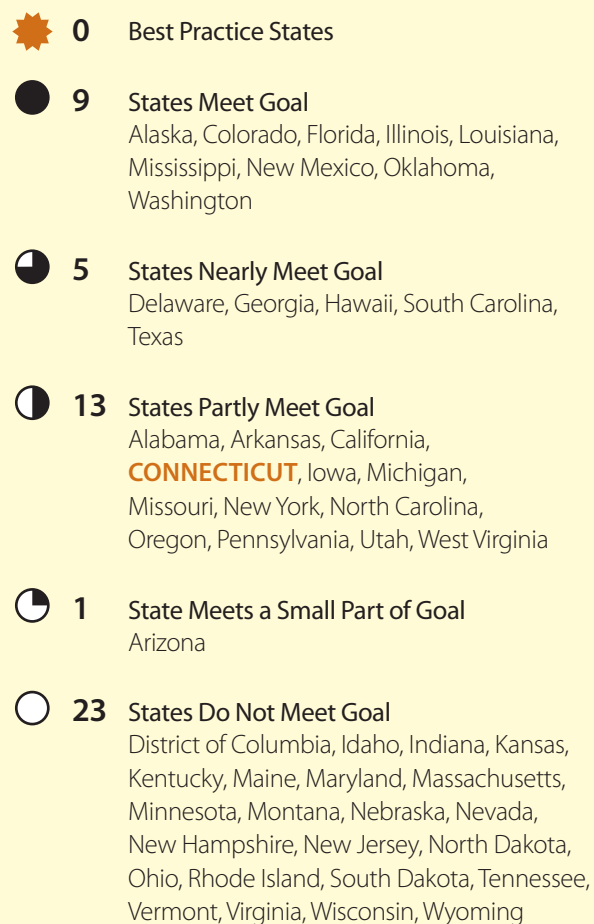 0 Best Practice States
9 States Meet Goal
Alaska, Colorado, Florida, Illinois, Louisiana,
Mississippi, New Mexico, Oklahoma,
Washington
5 States Nearly Meet Goal
Delaware, Georgia, Hawaii, South Carolina,
Texas
13 States Partly Meet Goal
Alabama, Arkansas, California,
CONNECTICUT, Iowa, Michigan,
Missouri, New York, North Carolina,
Oregon, Pennsylvania, Utah, West Virginia
1 State Meets a Small Part of Goal
Arizona
23 States Do Not Meet Goal
District of Columbia, Idaho, Indiana, Kansas,
Kentucky, Maine, Maryland, Massachusetts,
Minnesota, Montana, Nebraska, Nevada,
New Hampshire, New Jersey, North Dakota,
Ohio, Rhode Island, South Dakota, Tennessee,
Vermont, Virginia, Wisconsin, Wyoming